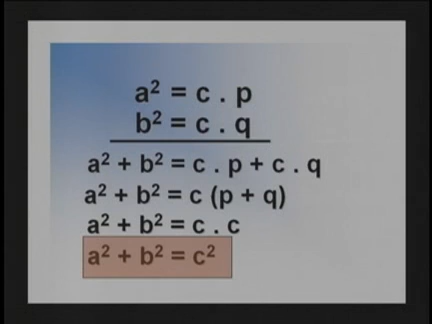 a² = c . p
b² = c . q
a² + b² = c . p + c . q
a² + b² = c (p + q)
a² + b² = c . c
a² + b² = c²